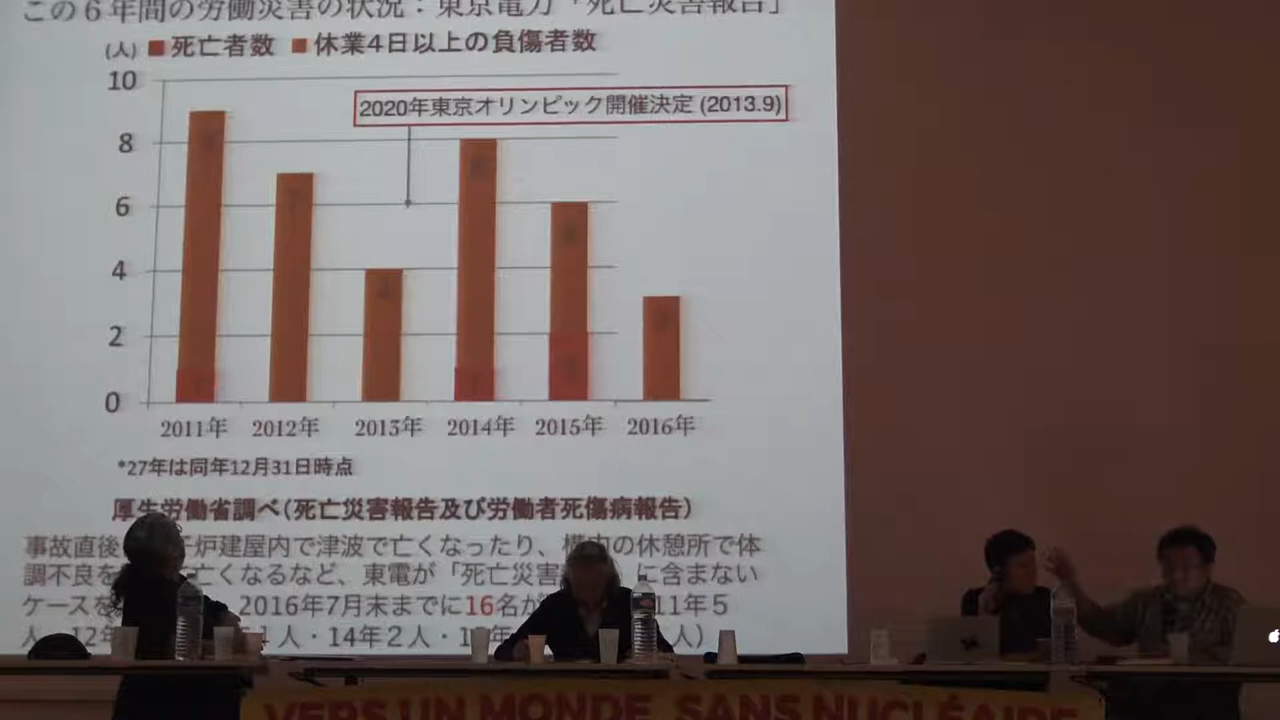 この６年間の労働災害の状況：東京電力「死亡災害報告」
(人) ■ 死亡者数 ■ 休業4日以上の負傷者数
10
2020年東京オリンピック開催決定 (2013.9)
8
6
4
2
0
2011年 2012年 2013年 2014年 2015年 2016年
*27年は同年12月31日時点
厚生労働省調べ（死亡災害報告及び労働者死傷病報告）
事故直後 炉建屋内で津波で亡くなったり、構内の休憩所で体
調不良を 亡くなるなど、東電が「死亡災害 に含まない
ケースを 2016年7月末までに16名が 11年５
人 12年 人・14年２人・ 人）
VERS UN MONDE SANS NUCLÉAIRE